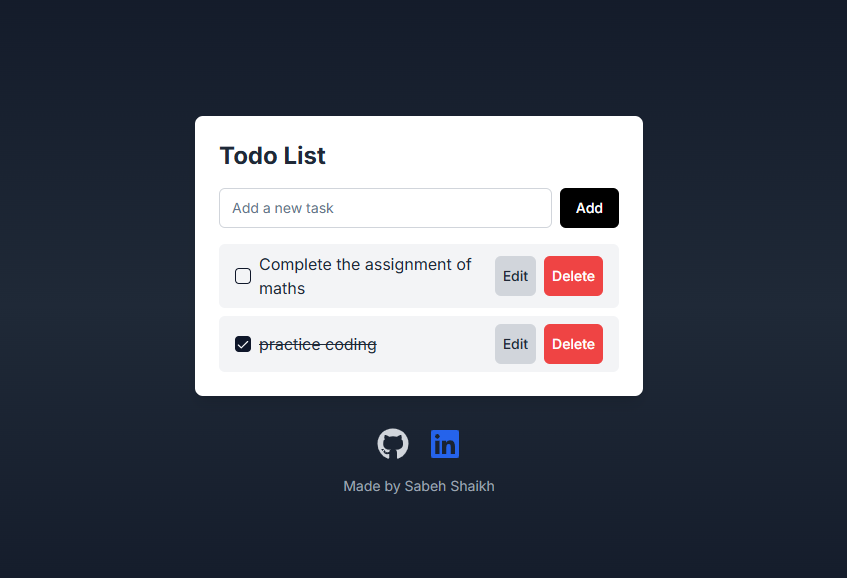 Todo List
Add a new task
Add
Complete the assignment of
maths
Edit
Delete
practice coding
Edit
Delete
in
Made by Sabeh Shaikh